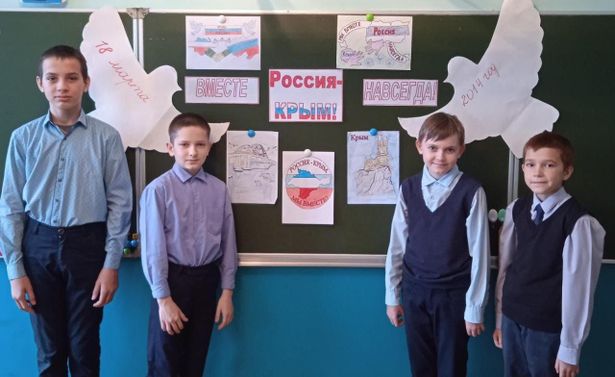 18
марта
ВМЕСТЕ
Россия-
КРЫМ!
НАВСЕГДА!
2014 год
Россия
Крым
РОССИЯ-КРЫМ
МЫ ВМЕСТЕ!